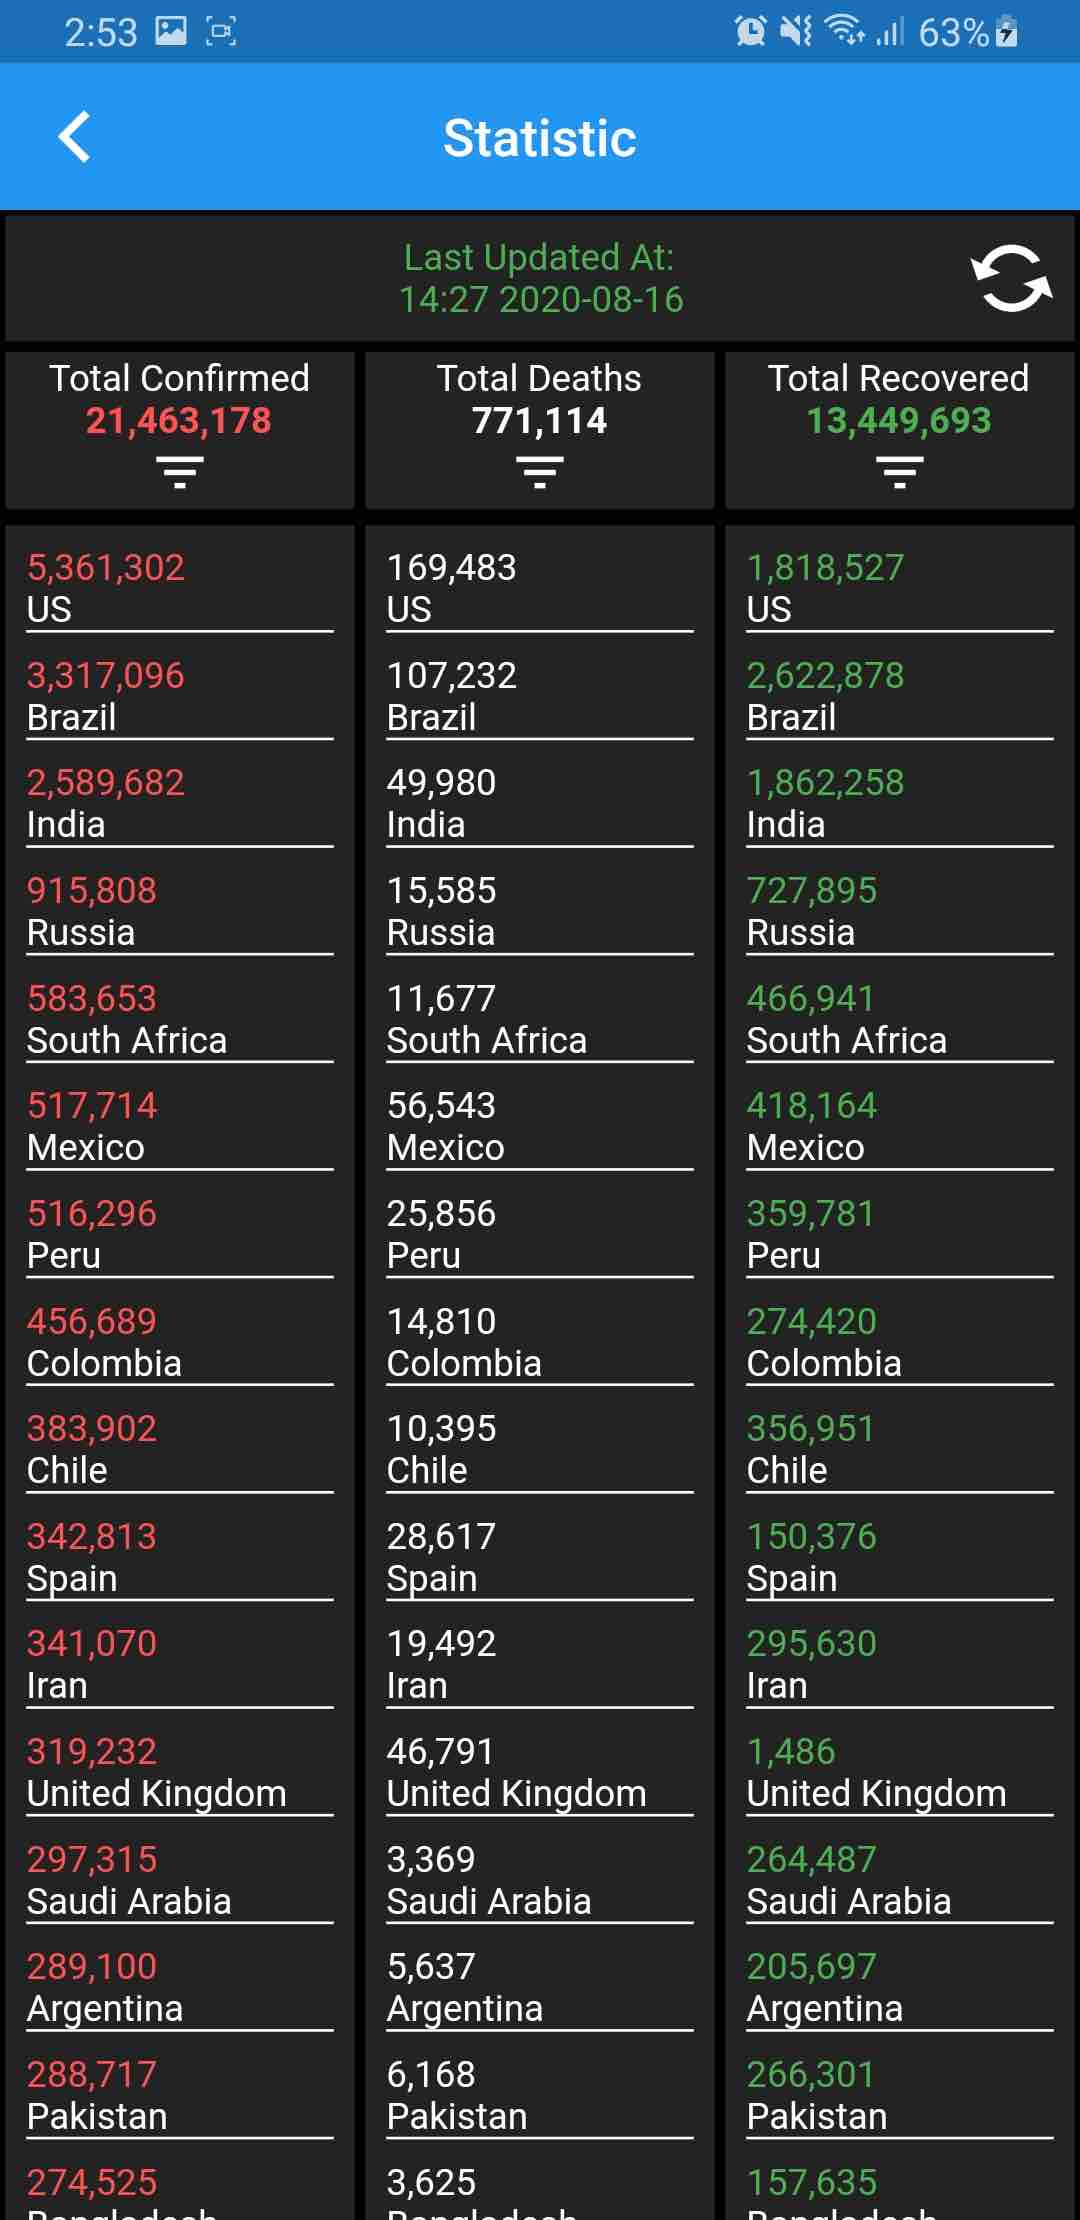 2:53 63%
Statistic
Last Updated At:
14:27 2020-08-16
Total Confirmed Total Deaths Total Recovered
21,463,178 771,114 13,449,693
5,361,302 169,483 1,818,527
US US US
3,317,096 107,232 2,622,878
Brazil Brazil Brazil
2,589,682 49,980 1,862,258
India India India
915,808 15,585 727,895
Russia Russia Russia
583,653 11,677 466,941
South Africa South Africa South Africa
517,714 56,543 418,164
Mexico Mexico Mexico
516,296 25,856 359,781
Peru Peru Peru
456,689 14,810 274,420
Colombia Colombia Colombia
383,902 10,395 356,951
Chile Chile Chile
342,813 28,617 150,376
Spain Spain Spain
341,070 19,492 295,630
Iran Iran Iran
319,232 46,791 1,486
United Kingdom United Kingdom United Kingdom
297,315 3,369 264,487
Saudi Arabia Saudi Arabia Saudi Arabia
289,100 5,637 205,697
Argentina Argentina Argentina
288,717 6,168 266,301
Pakistan Pakistan Pakistan
274,525 3,625 157,635
Bangladesh Bangladesh Bangladesh